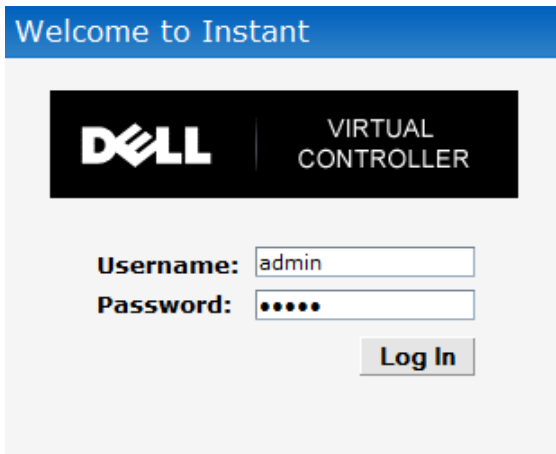 Welcome to Instant
DELL
VIRTUAL
CONTROLLER
Username: admin
Password: •••••
Log In